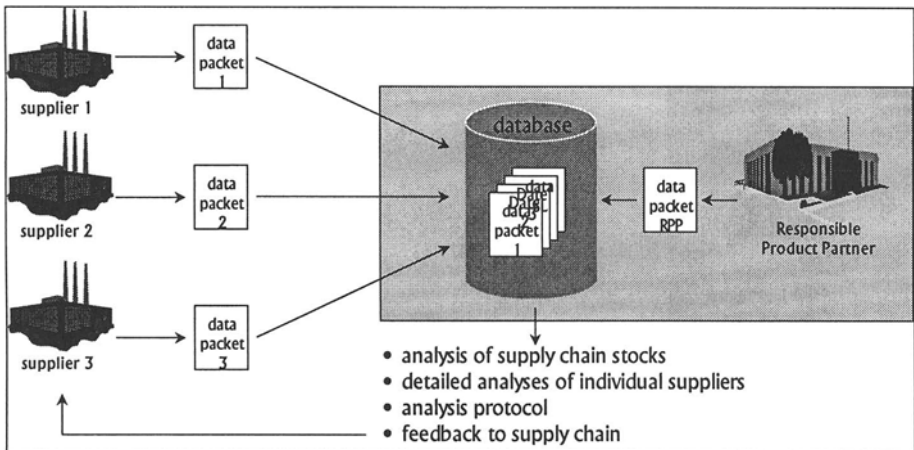 data
packet
1
supplier 1
data
packet
2
supplier 2
data
packet
3
supplier 3
database
data
packet
1
data
packet
RPP
Responsible
Product Partner
• analysis of supply chain stocks
• detailed analyses of individual suppliers
• analysis protocol
• feedback to supply chain